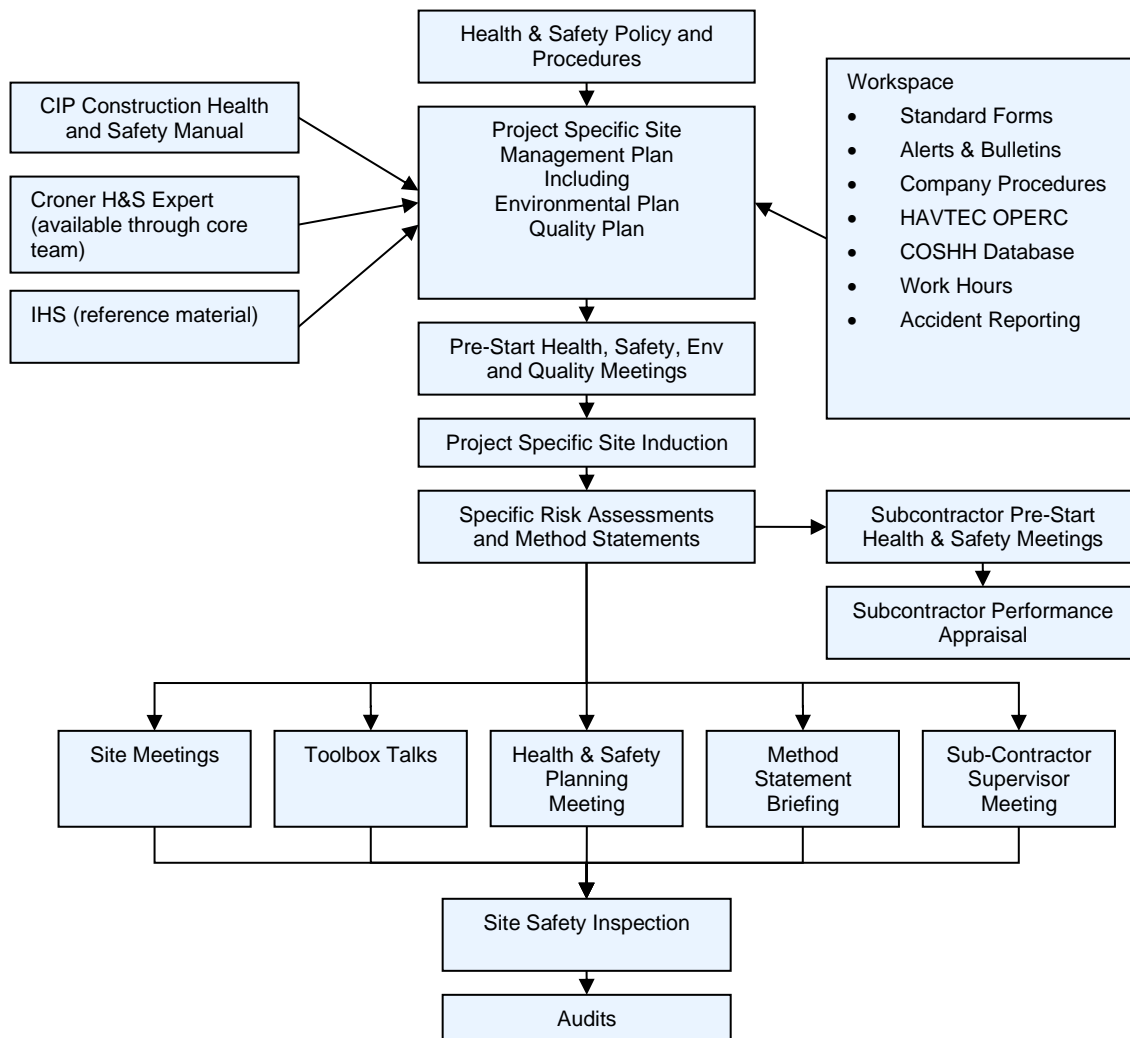 Health & Safety Policy and
Procedures
CIP Construction Health
and Safety Manual
Croner H&S Expert
(available through core
team)
IHS (reference material)
Project Specific Site
Management Plan
Including
Environmental Plan
Quality Plan
Workspace
• Standard Forms
• Alerts & Bulletins
• Company Procedures
• HAVTEC OPERC
• COSHH Database
• Work Hours
• Accident Reporting
Pre-Start Health, Safety, Env
and Quality Meetings
Project Specific Site Induction
Specific Risk Assessments
and Method Statements
Subcontractor Pre-Start
Health & Safety Meetings
Subcontractor Performance
Appraisal
Site Meetings
Toolbox Talks
Health & Safety
Planning
Meeting
Method
Statement
Briefing
Sub-Contractor
Supervisor
Meeting
Site Safety Inspection
Audits